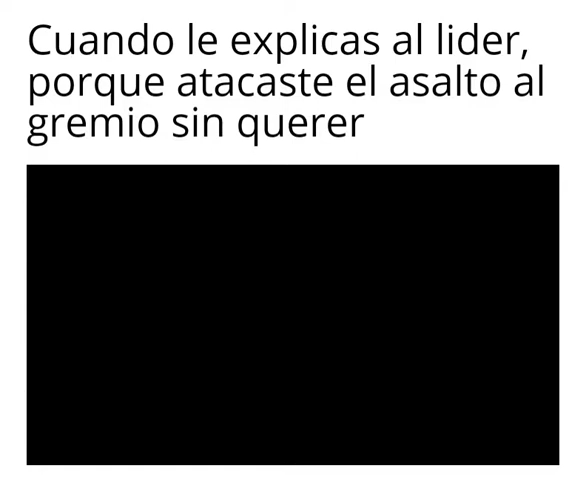 Cuando le explicas al lider,
porque atacaste el asalto al
gremio sin querer